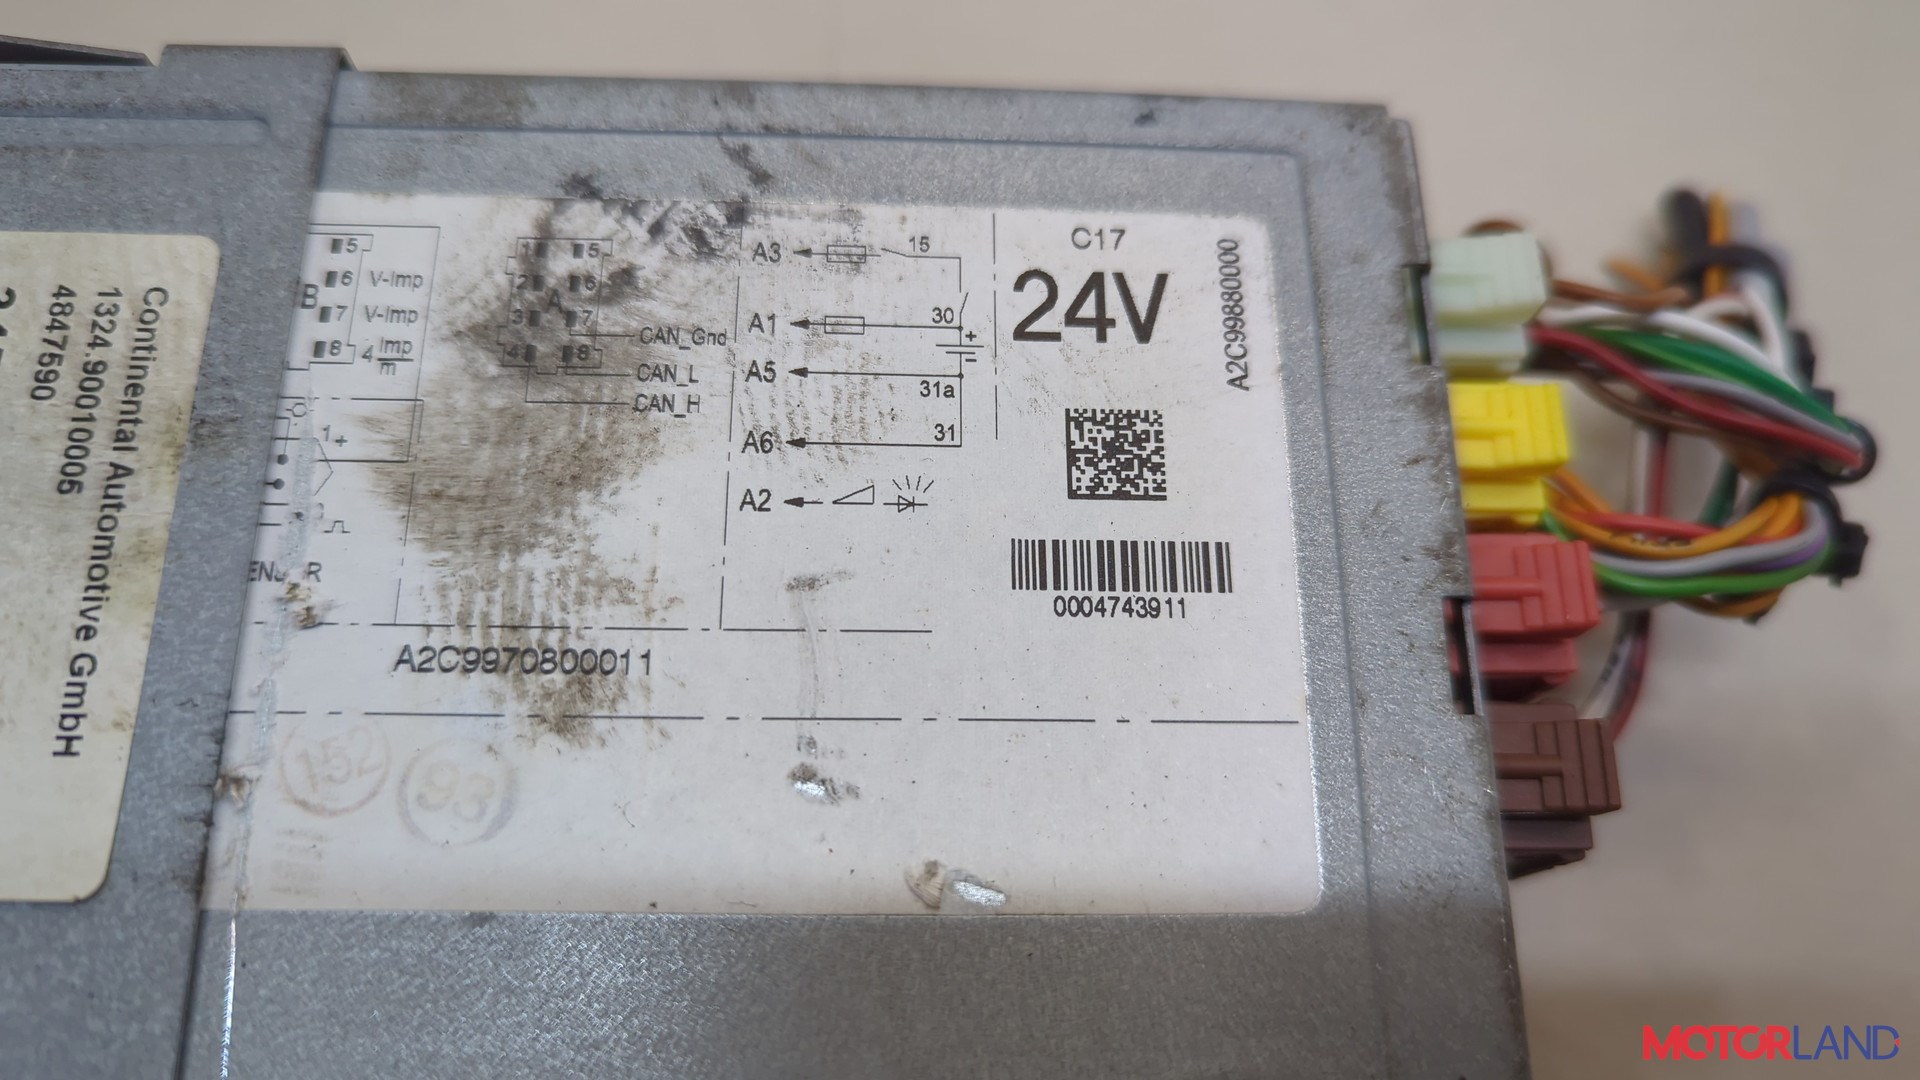 Continental Automotive GmbH
1324.90010006
4847590
5
6 V-Imp
B
7 V-Imp
8 4 Imp/m
1+
1 5
2 6
A
3 7
4 8
CAN_Gnd
CAN_L
CAN_H
A3 15
A1 30
+
-
A5 31a
A6 31
A2
C17
24V
A2C99880000
0004743911
A2C9970800011
152
93
MOTORLAND